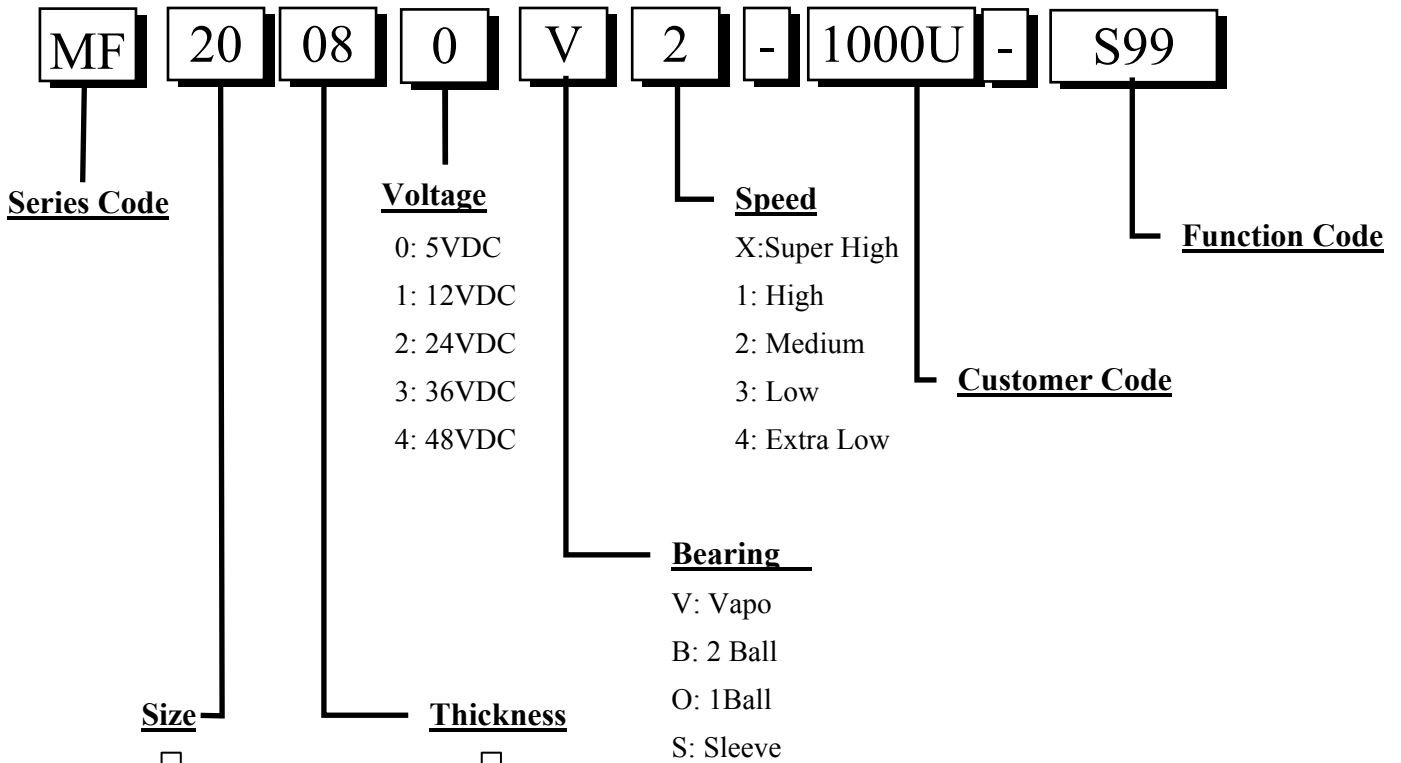 MF 20 08 0 V 2 - 1000U - S99
Series Code
Voltage
0: 5VDC
1: 12VDC
2: 24VDC
3: 36VDC
4: 48VDC
Speed
X:Super High
1: High
2: Medium
3: Low
4: Extra Low
Function Code
Customer Code
Bearing
V: Vapo
B: 2 Ball
O: 1Ball
S: Sleeve
Size
Thickness